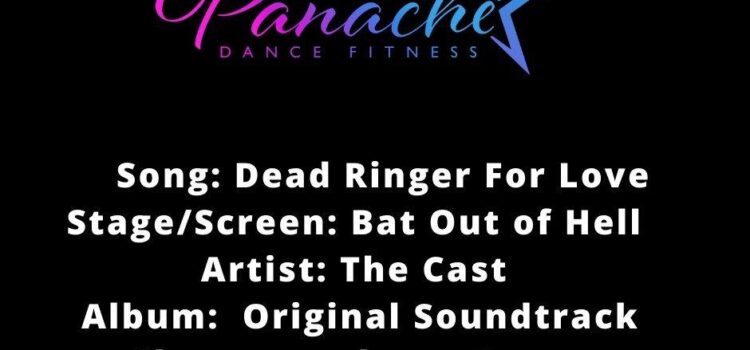 Panache
DANCE FITNESS
Song: Dead Ringer For Love
Stage/Screen: Bat Out of Hell
Artist: The Cast
Album: Original Soundtrack